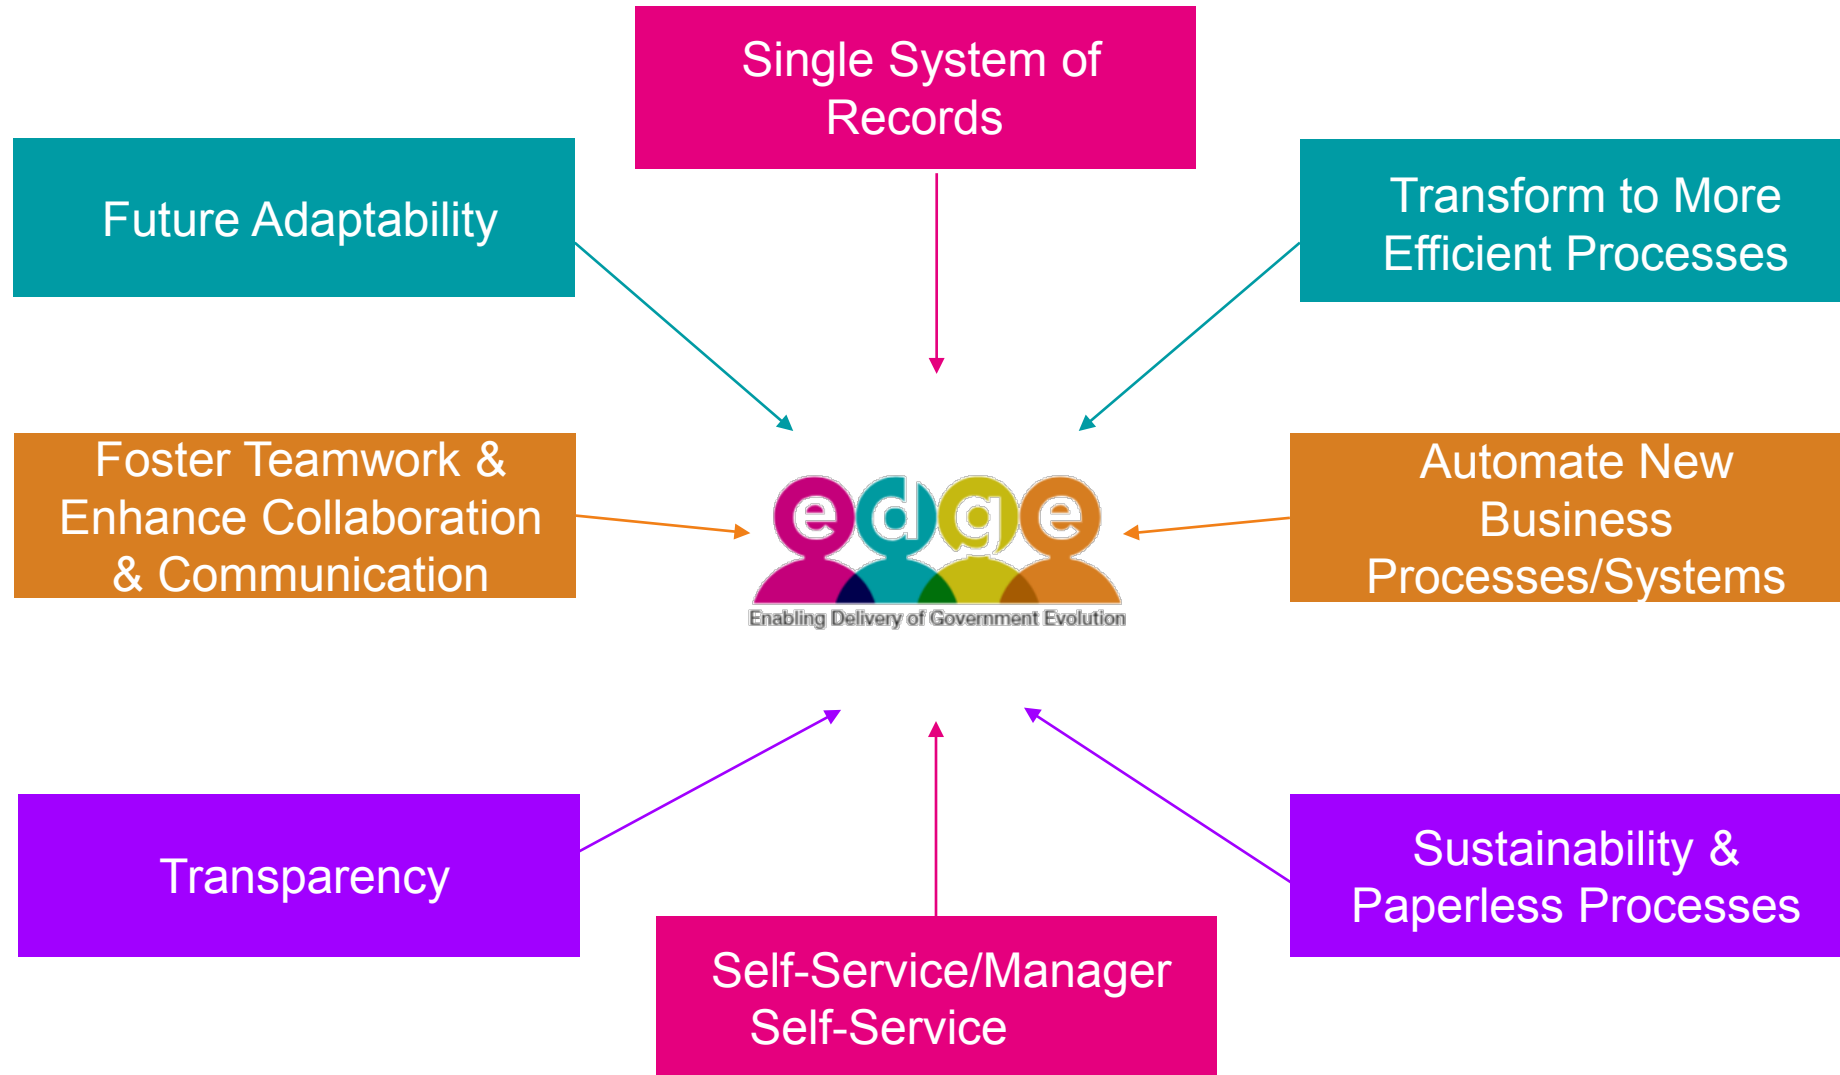 Single System of
Records
Future Adaptability
Transform to More
Efficient Processes
Foster Teamwork &
Enhance Collaboration
& Communication
edge
Enabling Delivery of Government Evolution
Automate New
Business
Processes/Systems
Transparency
Self-Service/Manager
Self-Service
Sustainability &
Paperless Processes